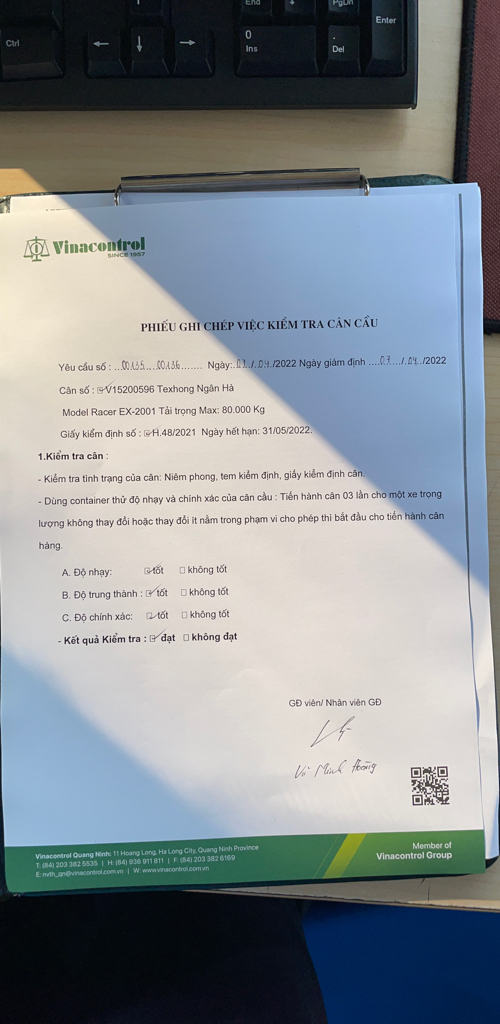 End
PgDn
Enter
Ctrl
0
Ins
.
Del
Vinacontrol
SINCE 1957
PHIẾU GHI CHÉP VIỆC KIỂM TRA CÂN CẦU
Yêu cầu số : ...00135...00136....... Ngày:..07./..04../2022 Ngày giám định ....07.../..04../2022
Cân số : V15200596 Texhong Ngân Hà
Model Racer EX-2001 Tải trọng Max: 80.000 Kg
Giấy kiểm định số : H.48/2021 Ngày hết hạn: 31/05/2022.
1.Kiểm tra cân :
- Kiểm tra tình trạng của cân: Niêm phong, tem kiểm định, giấy kiểm định cân.
- Dùng container thử độ nhạy và chính xác của cân cầu : Tiến hành cân 03 lần cho một xe trọng
lượng không thay đổi hoặc thay đổi ít nằm trong phạm vi cho phép thì bắt đầu cho tiến hành cân
hàng.
A. Độ nhạy: ☑ tốt ☐ không tốt
B. Độ trung thành : ☑ tốt ☐ không tốt
C. Độ chính xác: ☑ tốt ☐ không tốt
- Kết quả Kiểm tra : ☑ đạt ☐ không đạt
GĐ viên/ Nhân viên GĐ
Vũ Minh Hoàng
Vinacontrol Quang Ninh: 11 Hoang Long, Ha Long City, Quang Ninh Province
T: (84) 203 382 5535 | H: (84) 936 911 811 | F: (84) 203 382 6169
E: nvth_qn@vinacontrol.com.vn | W: www.vinacontrol.com.vn
Member of
Vinacontrol Group